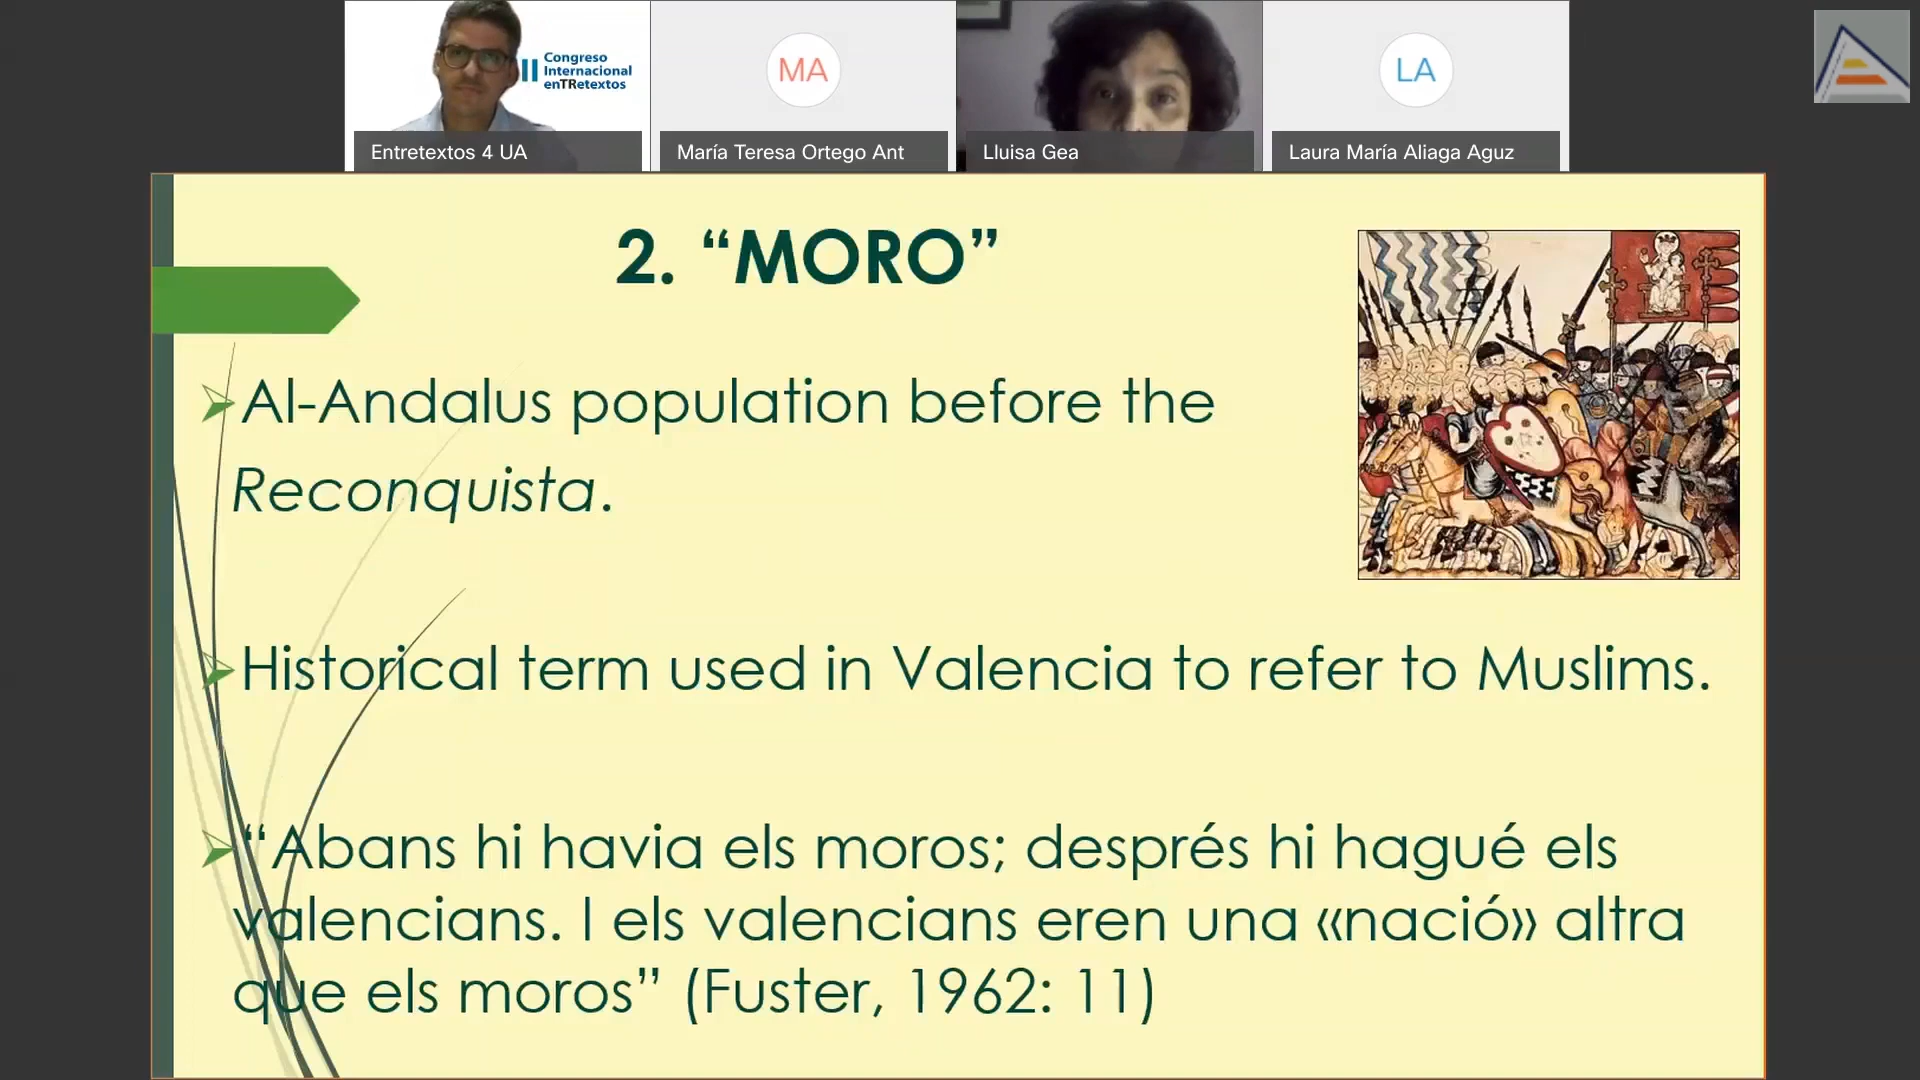 II Congreso
Internacional
enTRetextos
Entretextos 4 UA
MA
María Teresa Ortego Ant
Lluisa Gea
LA
Laura María Aliaga Aguz
2. “MORO”
Al-Andalus population before the
Reconquista.
Historical term used in Valencia to refer to Muslims.
“Abans hi havia els moros; després hi hagué els
valencians. I els valencians eren una «nació» altra
que els moros” (Fuster, 1962: 11)